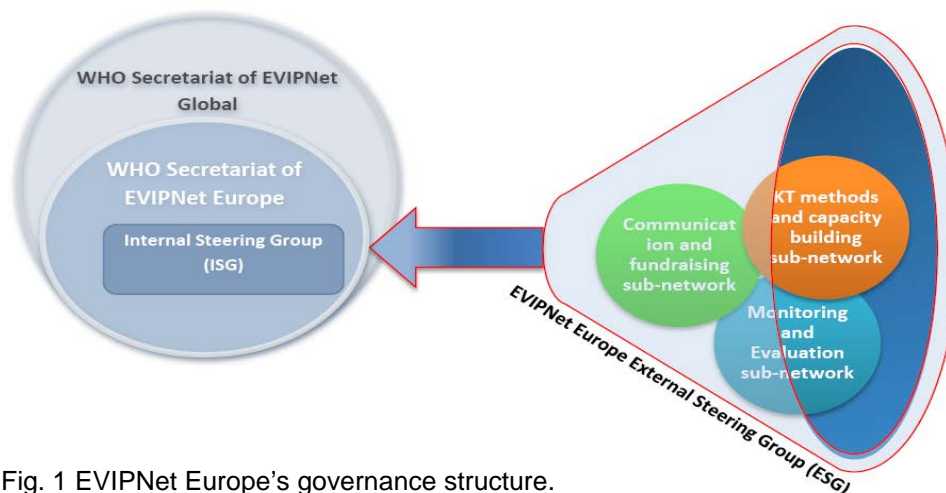 WHO Secretariat of EVIPNet
Global
WHO Secretariat of
EVIPNet Europe
Internal Steering Group
(ISG)
Communicat
ion and
fundraising
sub-network
KT methods
and capacity
building
sub-network
Monitoring
and
Evaluation
sub-network
EVIPNet Europe External Steering Group (ESG)
Fig. 1 EVIPNet Europe’s governance structure.